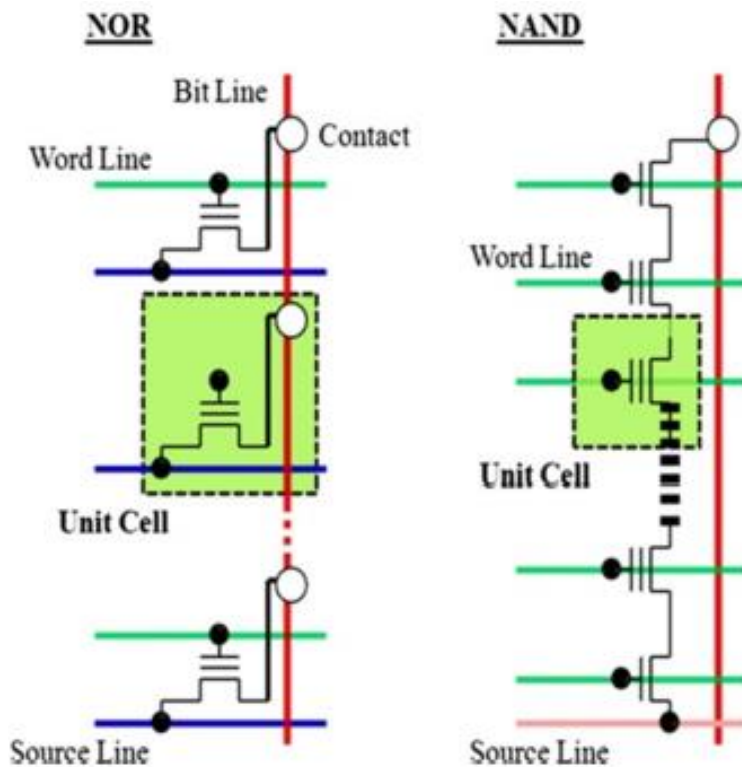 NOR
NAND
Bit Line
Contact
Word Line
Word Line
Unit Cell
Unit Cell
Source Line
Source Line